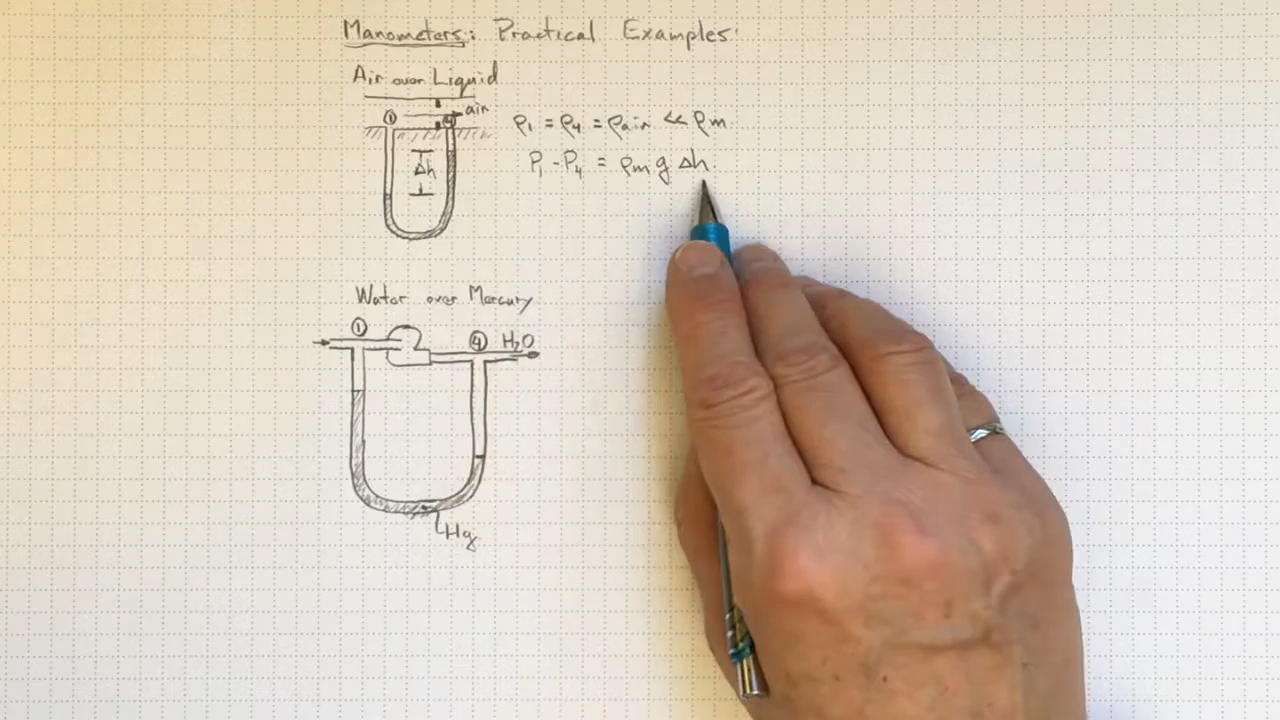 Manometers: Practical Examples
Air over Liquid
air
① ④
ρ₁ = ρ₄ = ρair << ρm
Δh
P₁ - P₄ = ρm g Δh
Water over Mercury
① ④ H₂O
Hg